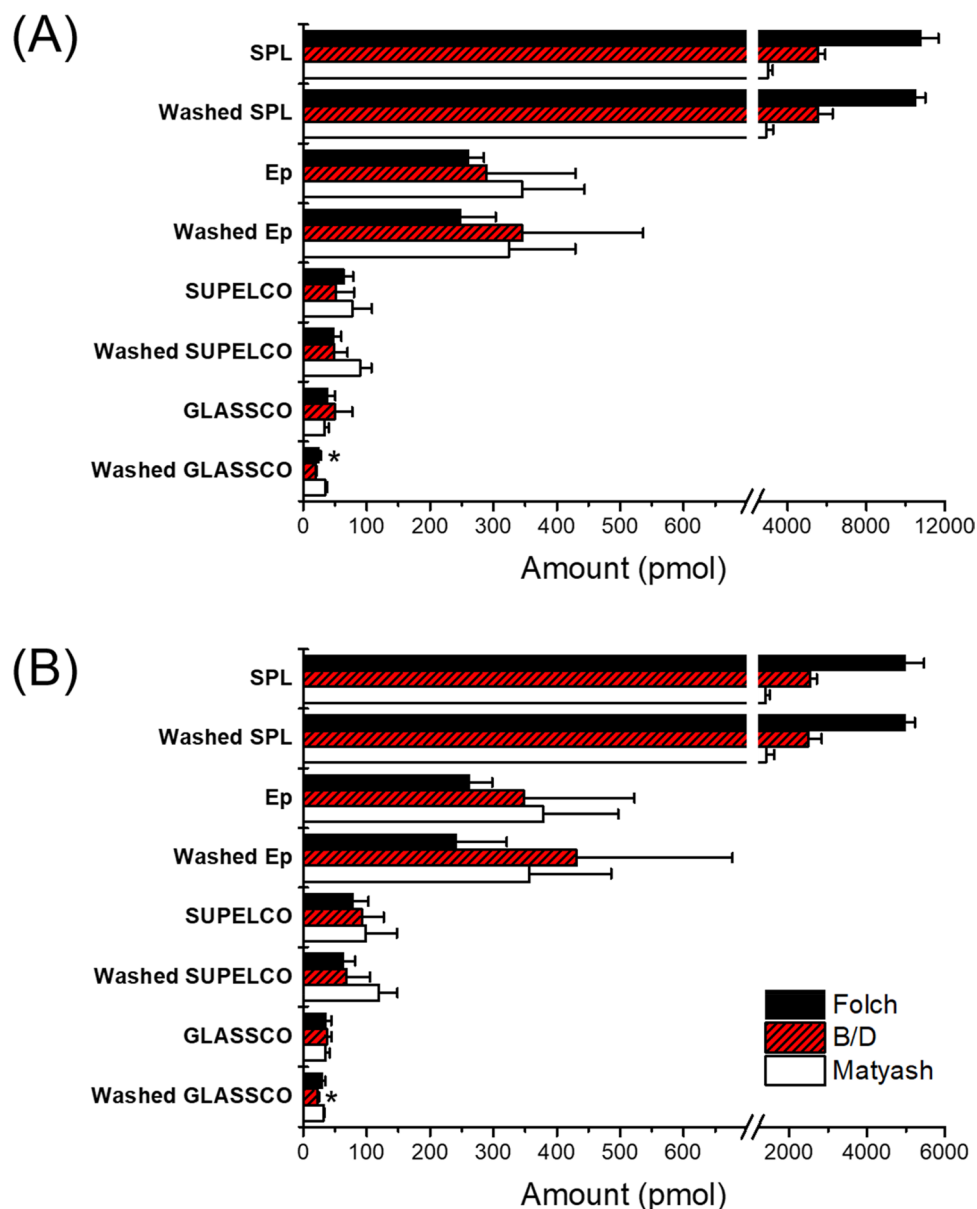 (A)
SPL
Washed SPL
Ep
Washed Ep
SUPELCO
Washed SUPELCO
GLASSCO
Washed GLASSCO
*
0 100 200 300 400 500 600 4000 8000 12000
Amount (pmol)
(B)
SPL
Washed SPL
Ep
Washed Ep
SUPELCO
Washed SUPELCO
GLASSCO
Washed GLASSCO
*
Folch
B/D
Matyash
0 100 200 300 400 500 600 2000 4000 6000
Amount (pmol)